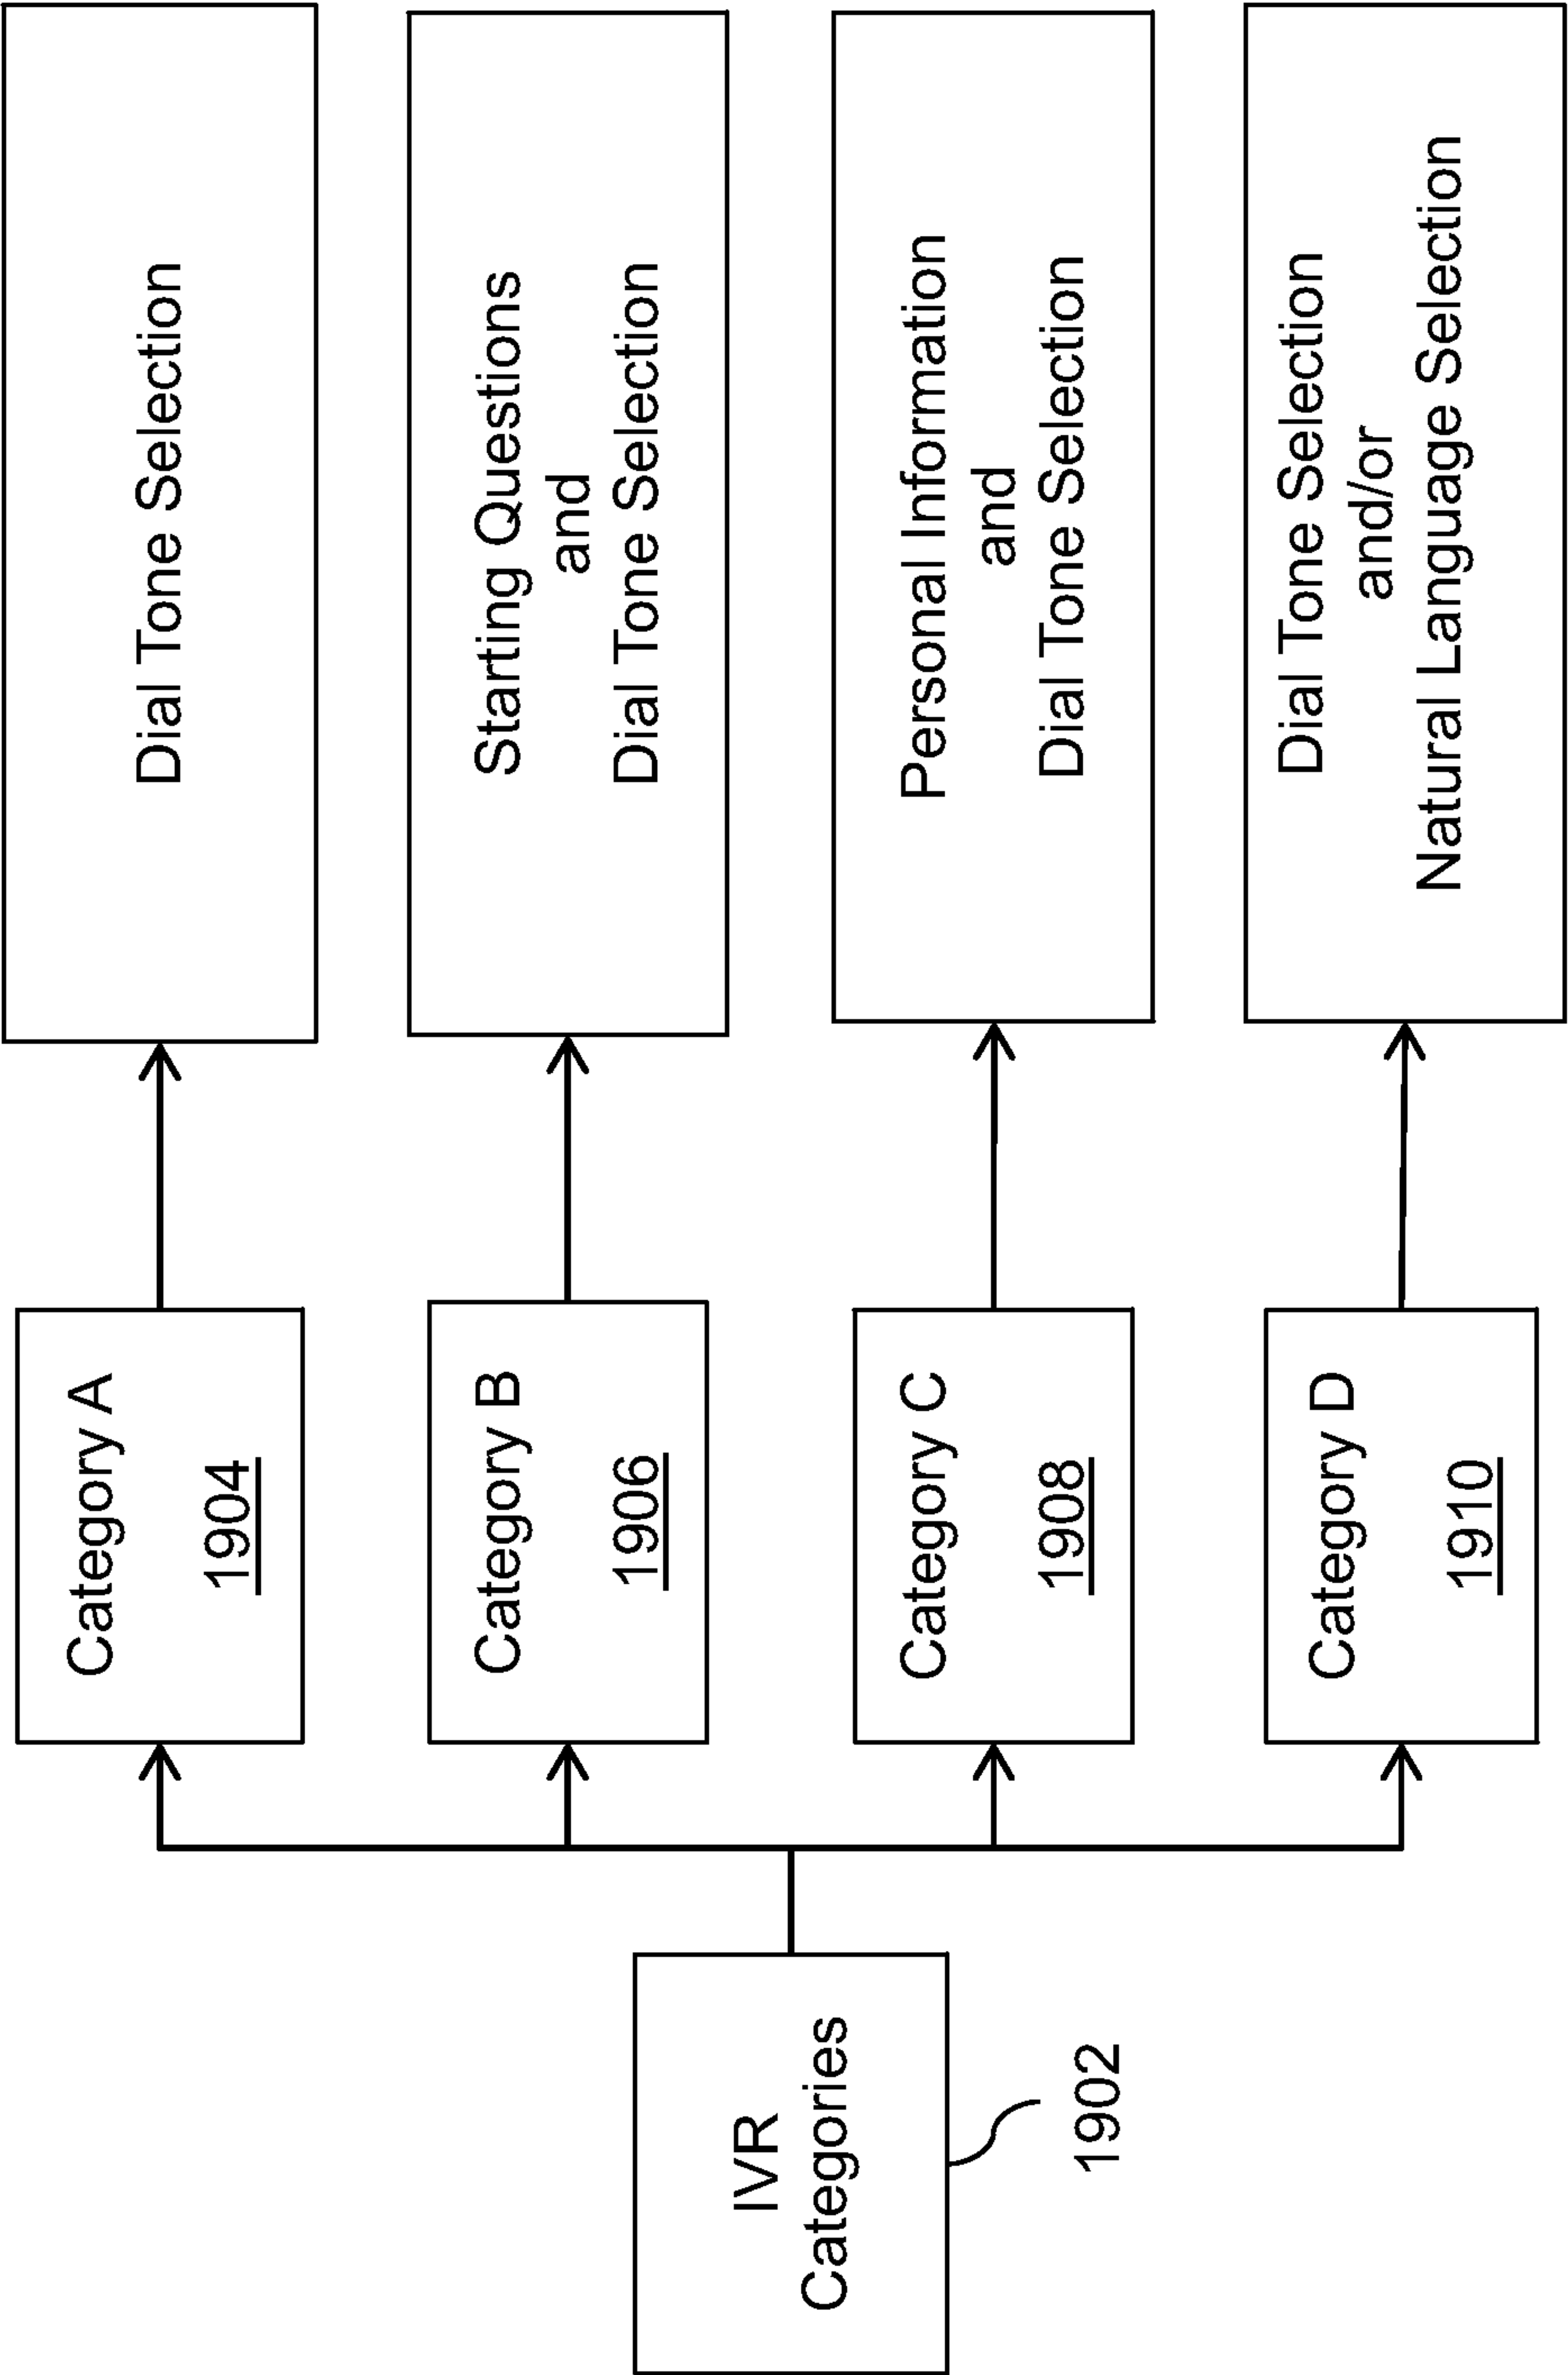 IVR
Categories
1902
Category A
1904
Dial Tone Selection
Category B
1906
Starting Questions
and
Dial Tone Selection
Category C
1908
Personal Information
and
Dial Tone Selection
Category D
1910
Dial Tone Selection
and/or
Natural Language Selection